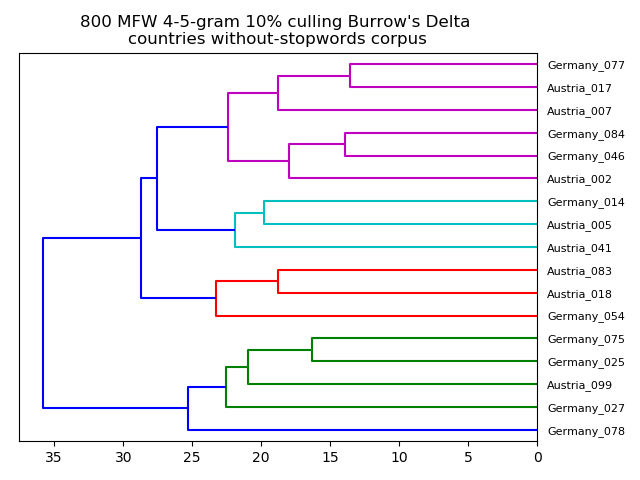 800 MFW 4-5-gram 10% culling Burrow's Delta
countries without-stopwords corpus
Germany_077
Austria_017
Austria_007
Germany_084
Germany_046
Austria_002
Germany_014
Austria_005
Austria_041
Austria_083
Austria_018
Germany_054
Germany_075
Germany_025
Austria_099
Germany_027
Germany_078
35 30 25 20 15 10 5 0